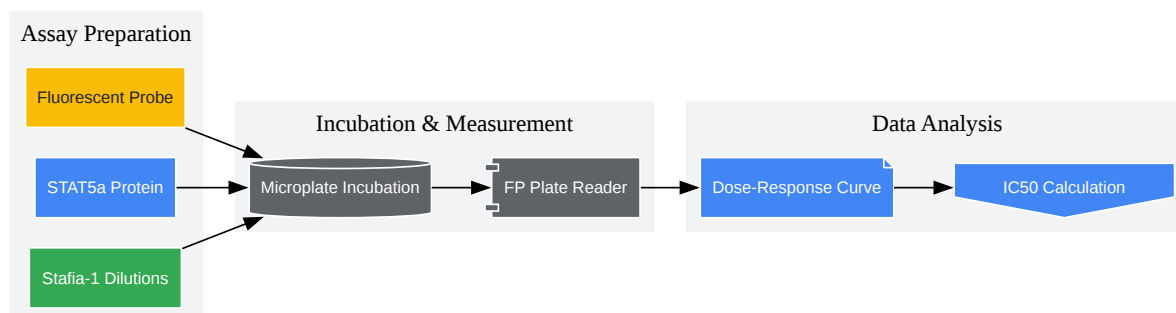 Assay Preparation
Fluorescent Probe
STAT5a Protein
Stafia-1 Dilutions
Incubation & Measurement
Microplate Incubation
FP Plate Reader
Data Analysis
Dose-Response Curve
IC50 Calculation